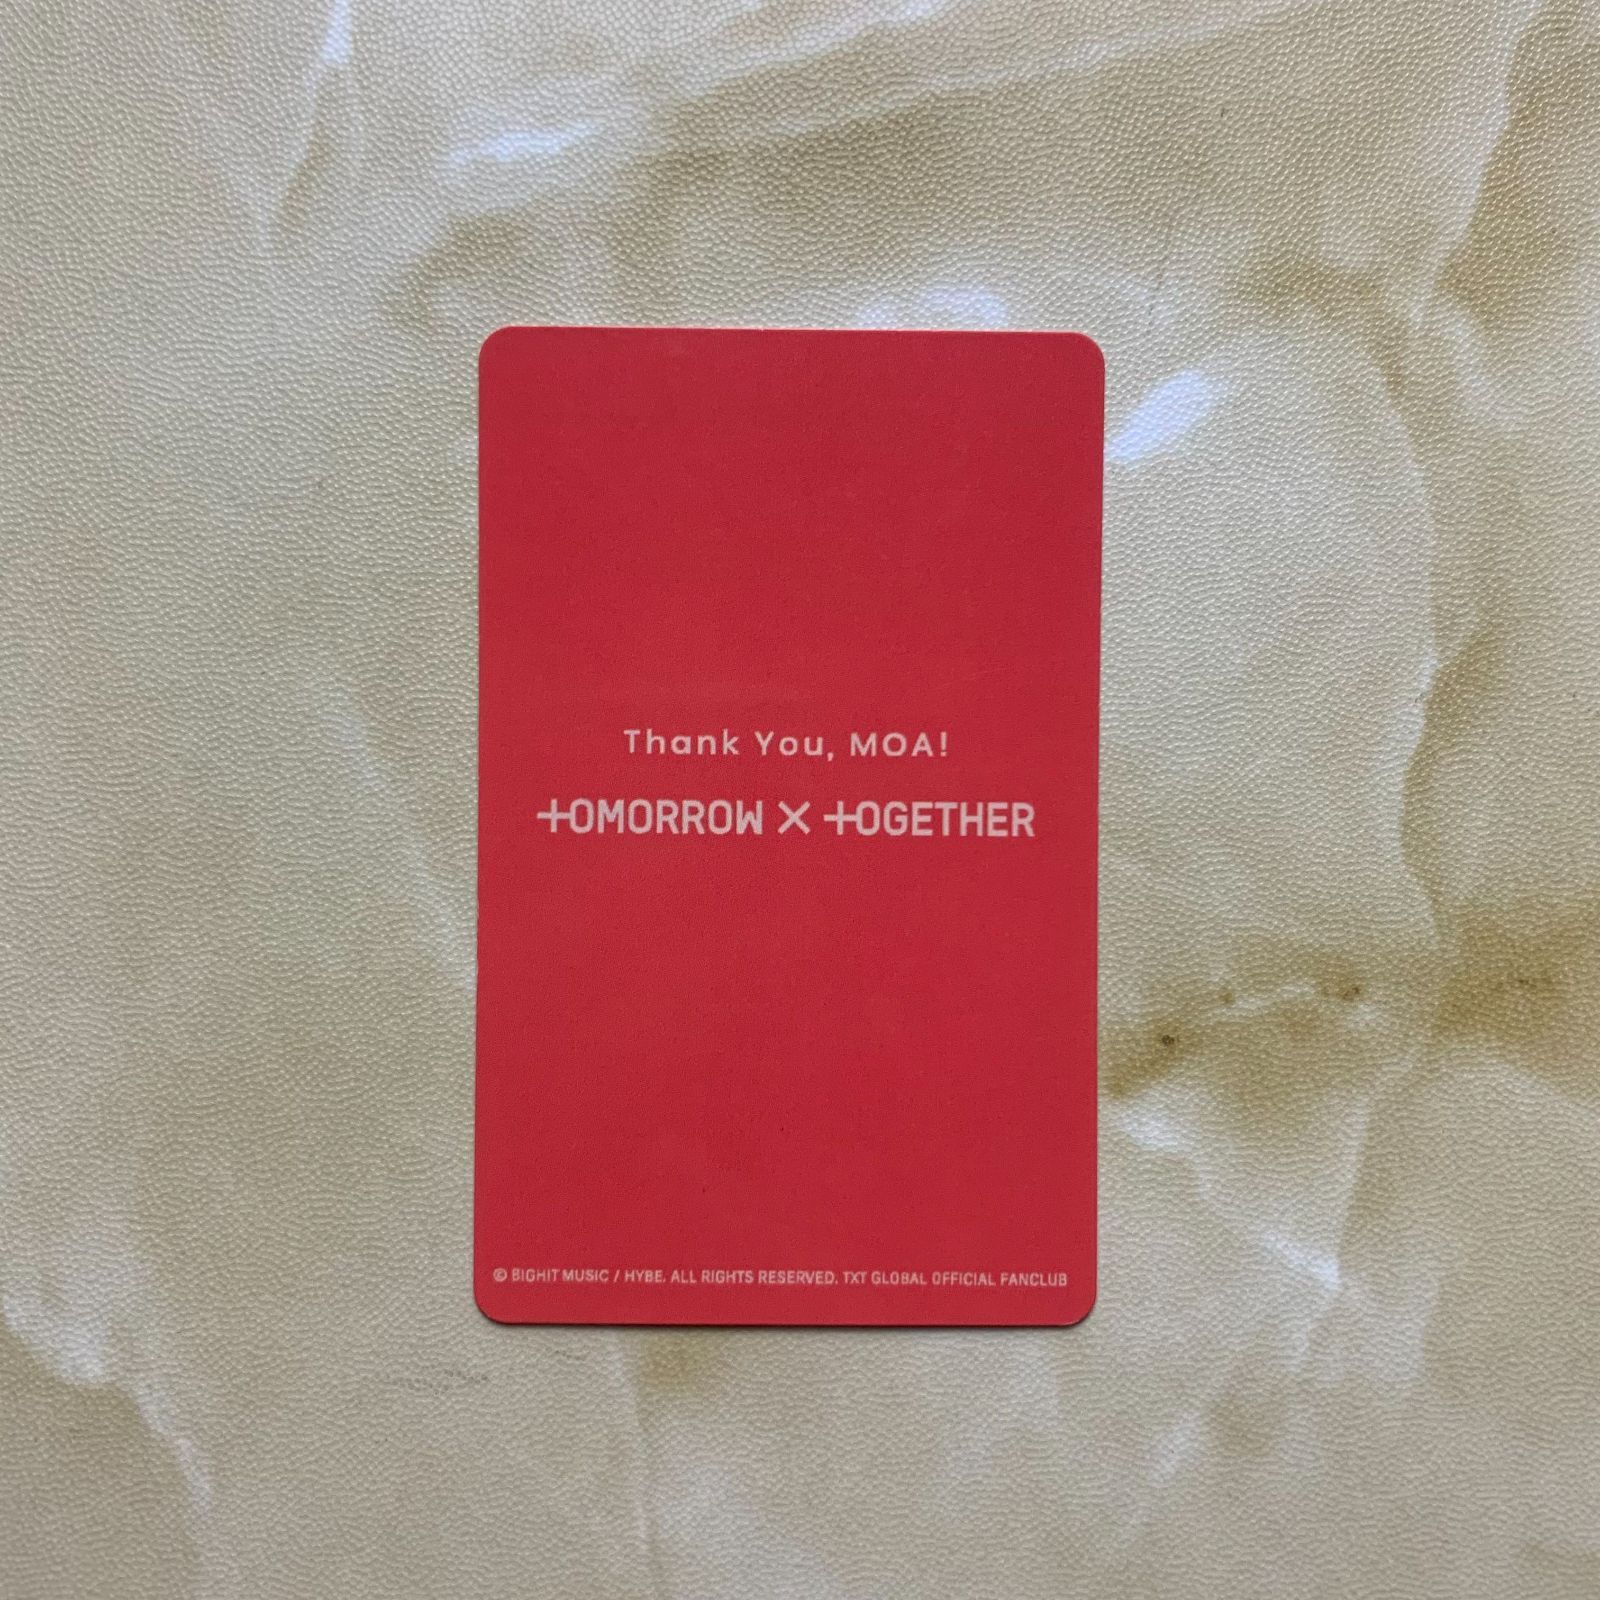 Thank You, MOA!
TOMORROW X TOGETHER
© BIGHIT MUSIC / HYBE. ALL RIGHTS RESERVED. TXT GLOBAL OFFICIAL FANCLUB